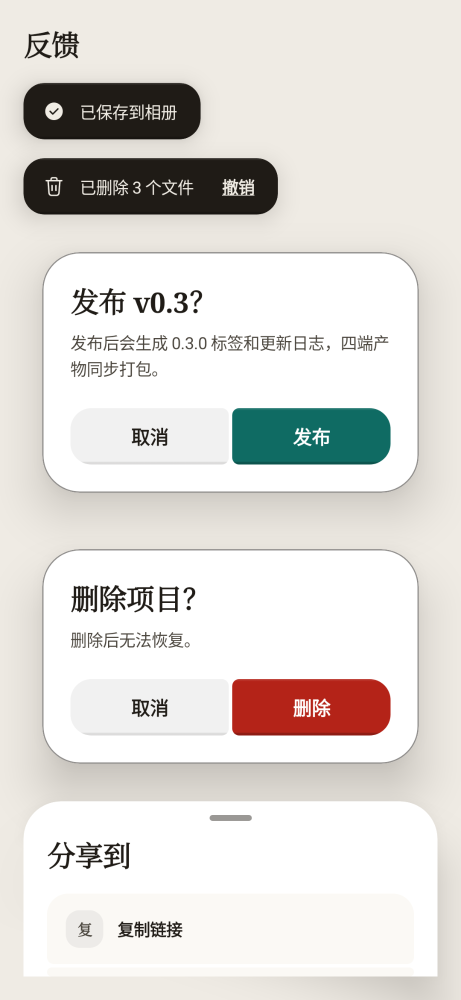 反馈
已保存到相册
已删除 3 个文件 撤销
发布 v0.3？
发布后会生成 0.3.0 标签和更新日志，四端产
物同步打包。
取消 发布
删除项目？
删除后无法恢复。
取消 删除
分享到
复 复制链接